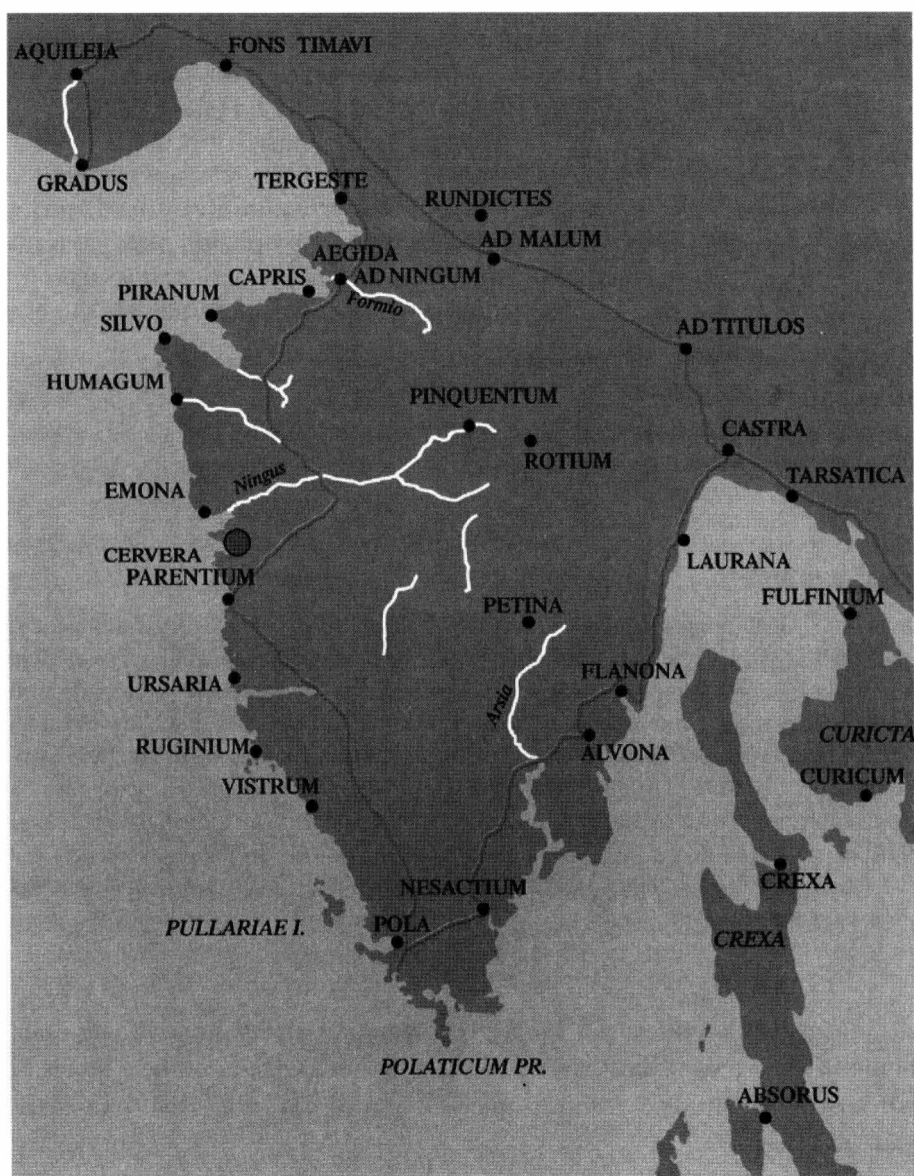 AQUILEIA
FONS TIMAVI
GRADUS
TERGESTE
RUNDICTES
AD MALUM
AEGIDA
CAPRIS
AD NINGUM
PIRANUM
Formio
SILVO
AD TITULOS
HUMAGUM
PINQUENTUM
CASTRA
ROTIUM
TARSATICA
Ningus
EMONA
CERVERA
LAURANA
PARENTIUM
FULFINIUM
PETINA
URSARIA
FLANONA
Arsia
RUGINIUM
ALVONA
CURICTA
VISTRUM
CURICUM
CREXA
NESACTIUM
PULLARIAE I.
POLA
CREXA
POLATICUM PR.
ABSORUS